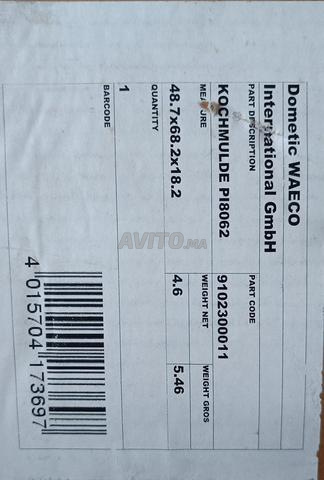 Dometic WAECO
International GmbH
PART DESCRIPTION
PART CODE
KOCHMULDE PI8062
9102300011
MEASURE
WEIGHT NET
WEIGHT GROS
48.7x68.2x18.2
4.6
5.46
QUANTITY
1
BARCODE
4 015704 173697
AVITO.ma